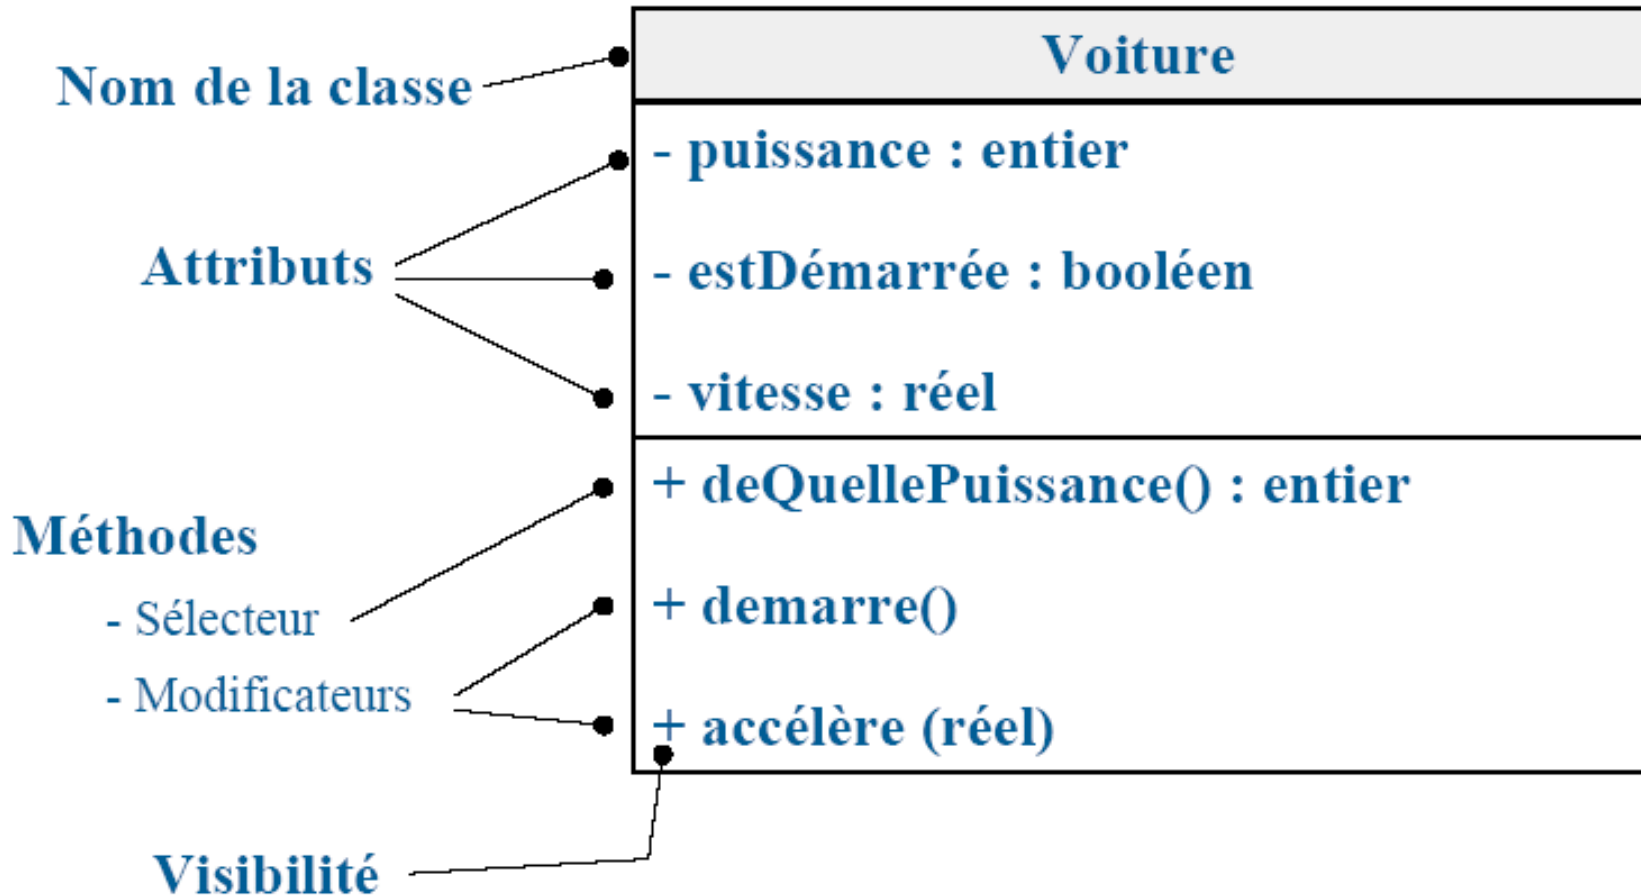 Voiture
Nom de la classe
- puissance : entier
Attributs
- estDémarrée : booléen
- vitesse : réel
+ deQuellePuissance() : entier
Méthodes
- Sélecteur
+ demarre()
- Modificateurs
+ accélère (réel)
Visibilité